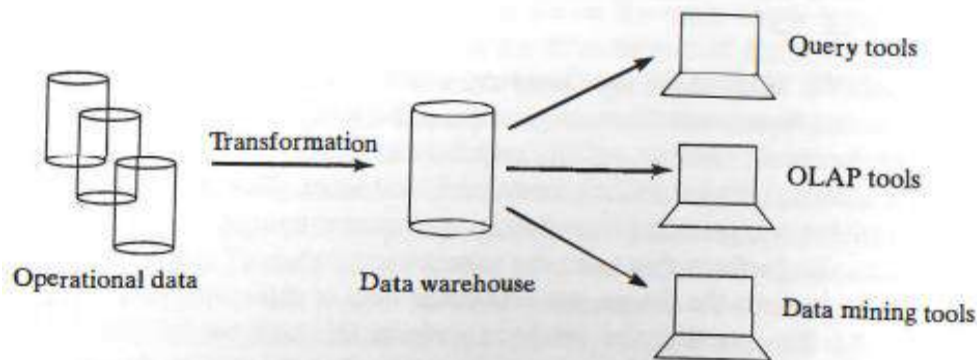 Query tools
Transformation
OLAP tools
Operational data
Data warehouse
Data mining tools